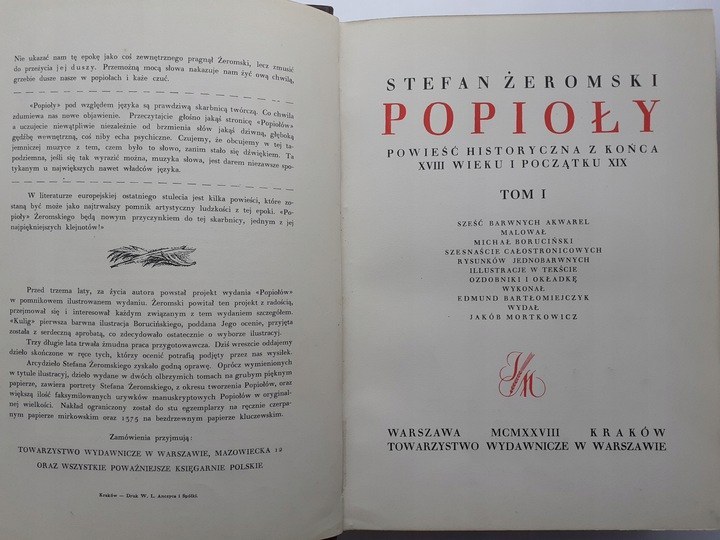 Nie ukazać nam tę epokę jako coś zewnętrznego pragnął Żeromski, lecz zmusić
do przeżycia jej duszy. Przemożną mocą słowa nakazuje nam żyć ową chwilą,
grzebie dusze nasze w popiołach i każe czuć.
«Popioły» pod względem języka są prawdziwą skarbnicą twórczą. Co chwila
zdumiewa nas nowe objawienie. Przeczytajcie głośno jakąś stronicę «Popiołów»
a uczujecie niewątpliwie niezależnie od brzmienia słów jakąś dziwną, głęboką
gędźbę wewnętrzną, coś niby echa psychiczne. Czujemy, że obcujemy w tej ta-
jemniczej muzyce z tem, czem było to słowo, zanim stało się dźwiękiem. Ta
podziemna, jeśli się tak wyrazić można, muzyka słowa, jest darem niezawsze spo-
tykanym u największych nawet władców języka.
W literaturze europejskiej ostatniego stulecia jest kilka powieści, które zo-
staną być może jako najtrwalszy pomnik artystyczny ludzkości z tej epoki. «Po-
pioły» Żeromskiego będą nowym przyczynkiem do tej skarbnicy, jednym z jej
najpiękniejszych klejnotów!»
Przed trzema laty, za życia autora powstał projekt wydania «Popiołów»
w pomnikowem ilustrowanem wydaniu. Żeromski powitał ten projekt z radością,
przejmował się i interesował każdym związanym z tem wydaniem szczegółem.
«Kulig» pierwsza barwna ilustracja Borucińskiego, poddana Jego ocenie, przyjęta
została z serdeczną aprobatą, co zdecydowało ostatecznie o wyborze ilustracji.
Trzy długie lata trwała żmudna praca przygotowawcza. Dziś wreszcie oddajemy
dzieło skończone w ręce tych, którzy ocenić potrafią podjęty przez nas wysiłek.
Arcydzieło Stefana Żeromskiego zyskało godną oprawę. Oprócz wymienionych
w tytule ilustracyj, dzieło wydane w dwóch olbrzymich tomach na grubym pięknym
papierze, zawiera portrety Stefana Żeromskiego, z okresu tworzenia Popiołów, oraz
większą ilość faksymilowanych urywków manuskryptowych Popiołów w oryginal-
nej wielkości. Nakład ograniczony został do stu egzemplarzy na ręcznie czerpa-
nym papierze mirkowskim oraz 1575 na bezdrzewnym papierze kluczewskim.
Zamówienia przyjmują:
TOWARZYSTWO WYDAWNICZE W WARSZAWIE, MAZOWIECKA 12
ORAZ WSZYSTKIE POWAŻNIEJSZE KSIĘGARNIE POLSKIE
Kraków — Druk W. L. Anczyca i Spółki.
STEFAN ŻEROMSKI
POPIOŁY
POWIEŚĆ HISTORYCZNA Z KOŃCA
XVIII WIEKU I POCZĄTKU XIX
TOM I
SZEŚĆ BARWNYCH AKWAREL
MALOWAŁ
MICHAŁ BORUCIŃSKI
SZESNAŚCIE CAŁOSTRONICOWYCH
RYSUNKÓW JEDNOBARWNYCH
ILLUSTRACJE W TEKŚCIE
OZDOBNIKI I OKŁADKĘ
WYKONAŁ
EDMUND BARTŁOMIEJCZYK
WYDAŁ
JAKÓB MORTKOWICZ
JM
WARSZAWA MCMXXVIII KRAKÓW
TOWARZYSTWO WYDAWNICZE W WARSZAWIE